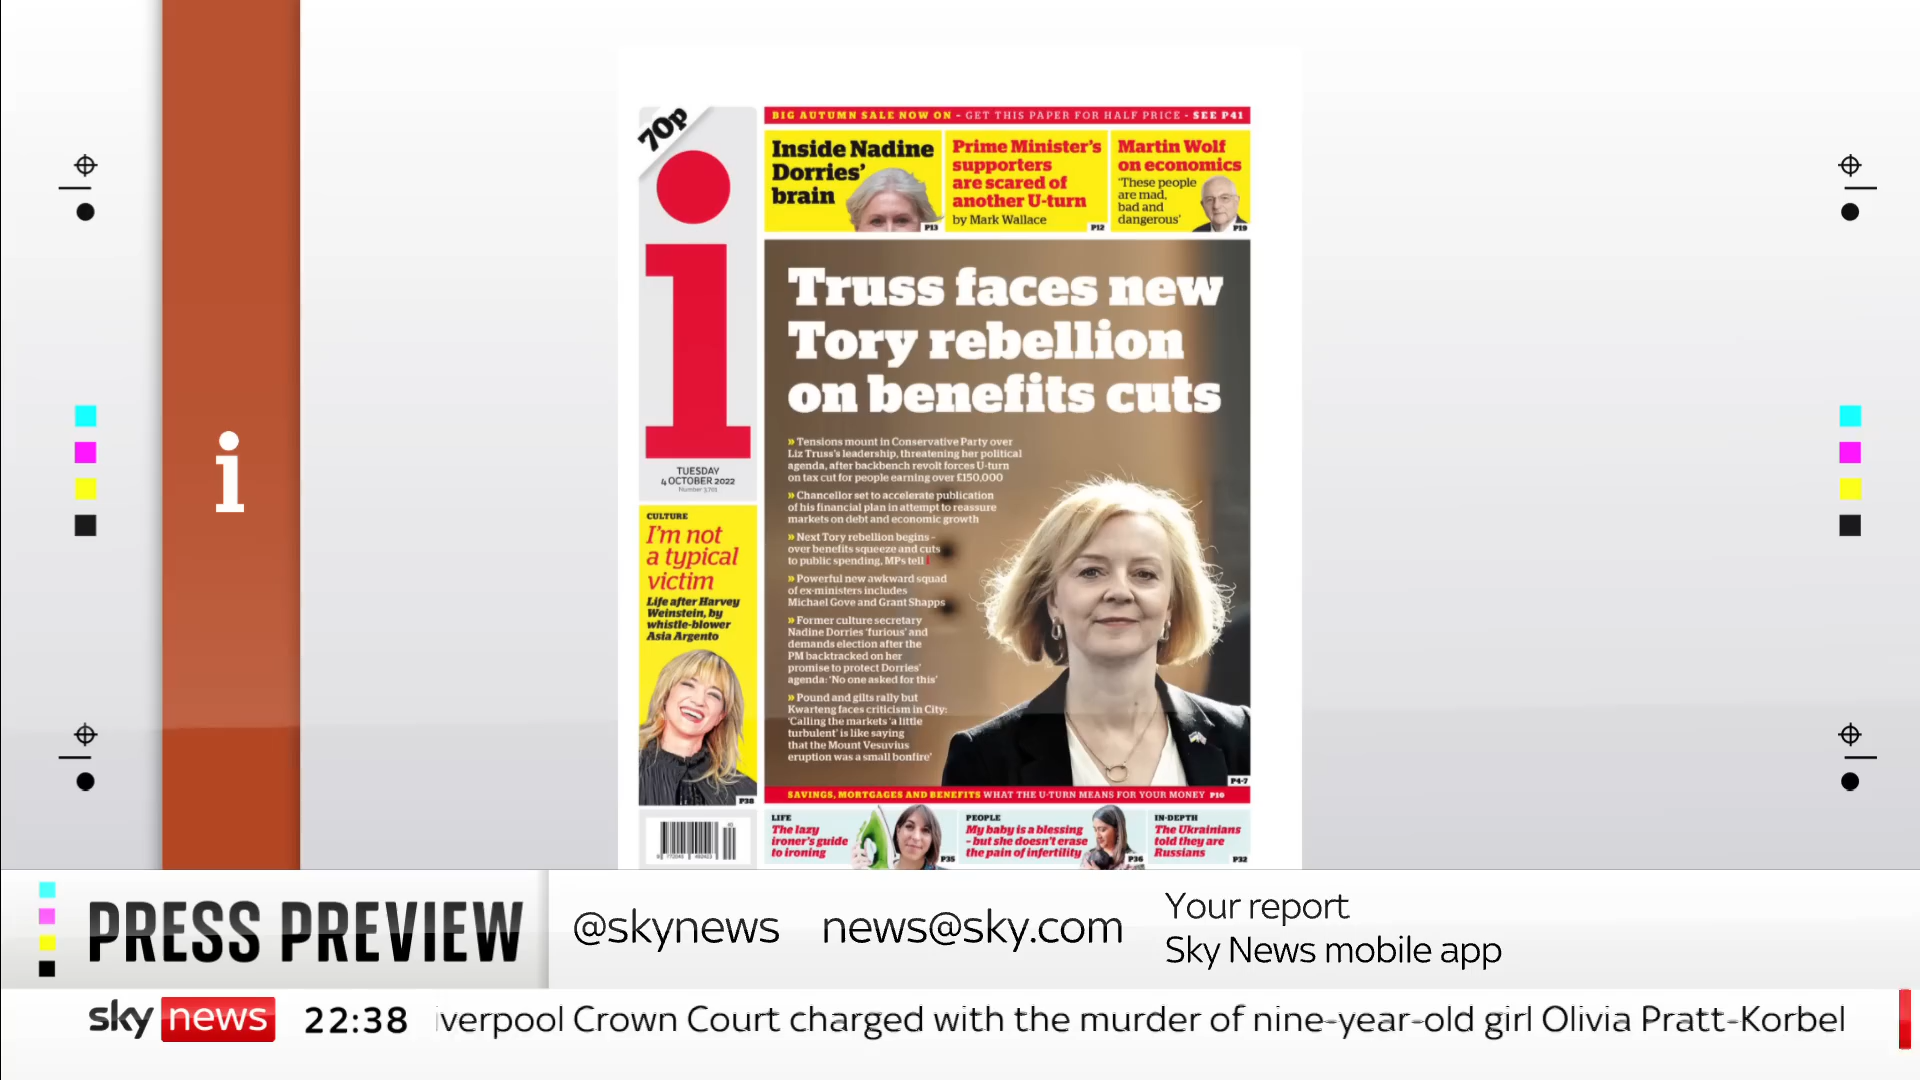 i
70p
i
TUESDAY
4 OCTOBER 2022
Number 3,701
BIG AUTUMN SALE NOW ON - GET THIS PAPER FOR HALF PRICE - SEE P41
Inside Nadine
Dorries'
brain
P13
Prime Minister's
supporters
are scared of
another U-turn
by Mark Wallace
P12
Martin Wolf
on economics
'These people
are mad,
bad and
dangerous'
P19
Truss faces new
Tory rebellion
on benefits cuts
» Tensions mount in Conservative Party over
Liz Truss's leadership, threatening her political
agenda, after backbench revolt forces U-turn
on tax cut for people earning over £150,000
» Chancellor set to accelerate publication
of his financial plan in attempt to reassure
markets on debt and economic growth
» Next Tory rebellion begins –
over benefits squeeze and cuts
to public spending, MPs tell i
» Powerful new awkward squad
of ex-ministers includes
Michael Gove and Grant Shapps
» Former culture secretary
Nadine Dorries 'furious' and
demands election after the
PM backtracked on her
promise to protect Dorries'
agenda: 'No one asked for this'
» Pound and gilts rally but
Kwarteng faces criticism in City:
'Calling the markets 'a little
turbulent' is like saying
that the Mount Vesuvius
eruption was a small bonfire'
P4-7
CULTURE
I'm not
a typical
victim
Life after Harvey
Weinstein, by
whistle-blower
Asia Argento
P38
SAVINGS, MORTGAGES AND BENEFITS WHAT THE U-TURN MEANS FOR YOUR MONEY P10
LIFE
The lazy
ironer's guide
to ironing
P35
PEOPLE
My baby is a blessing
– but she doesn't erase
the pain of infertility
P36
IN-DEPTH
The Ukrainians
told they are
Russians
P32
PRESS PREVIEW
@skynews
news@sky.com
Your report
Sky News mobile app
sky news
22:38
verpool Crown Court charged with the murder of nine-year-old girl Olivia Pratt-Korbel